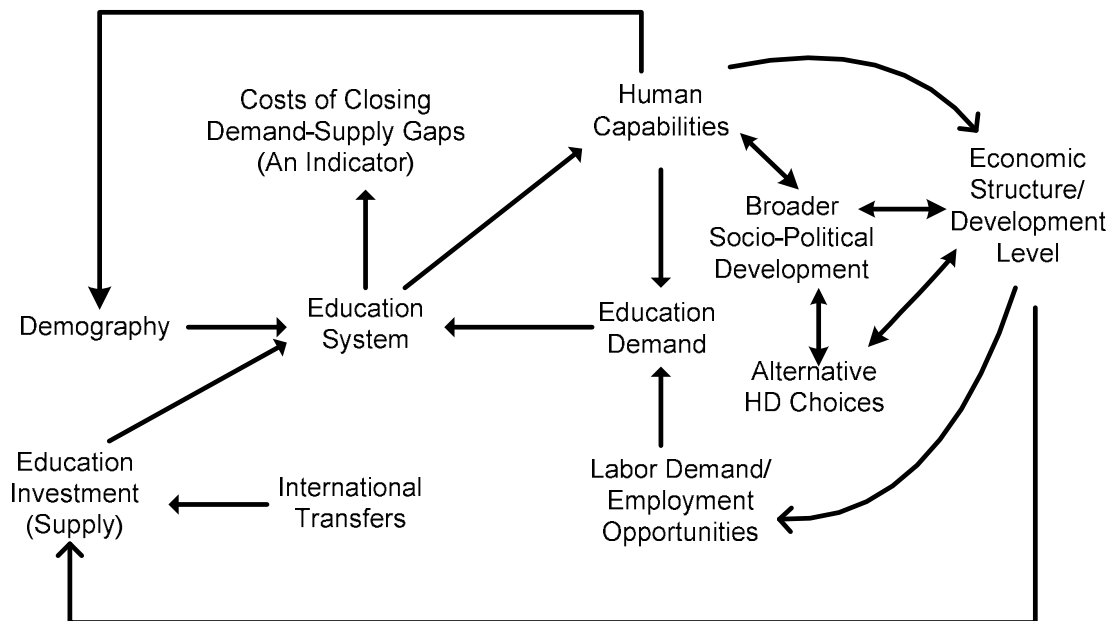 Costs of Closing
Demand-Supply Gaps
(An Indicator)
Human
Capabilities
Economic
Structure/
Development
Level
Broader
Socio-Political
Development
Demography
Education
System
Education
Demand
Alternative
HD Choices
Education
Investment
(Supply)
International
Transfers
Labor Demand/
Employment
Opportunities